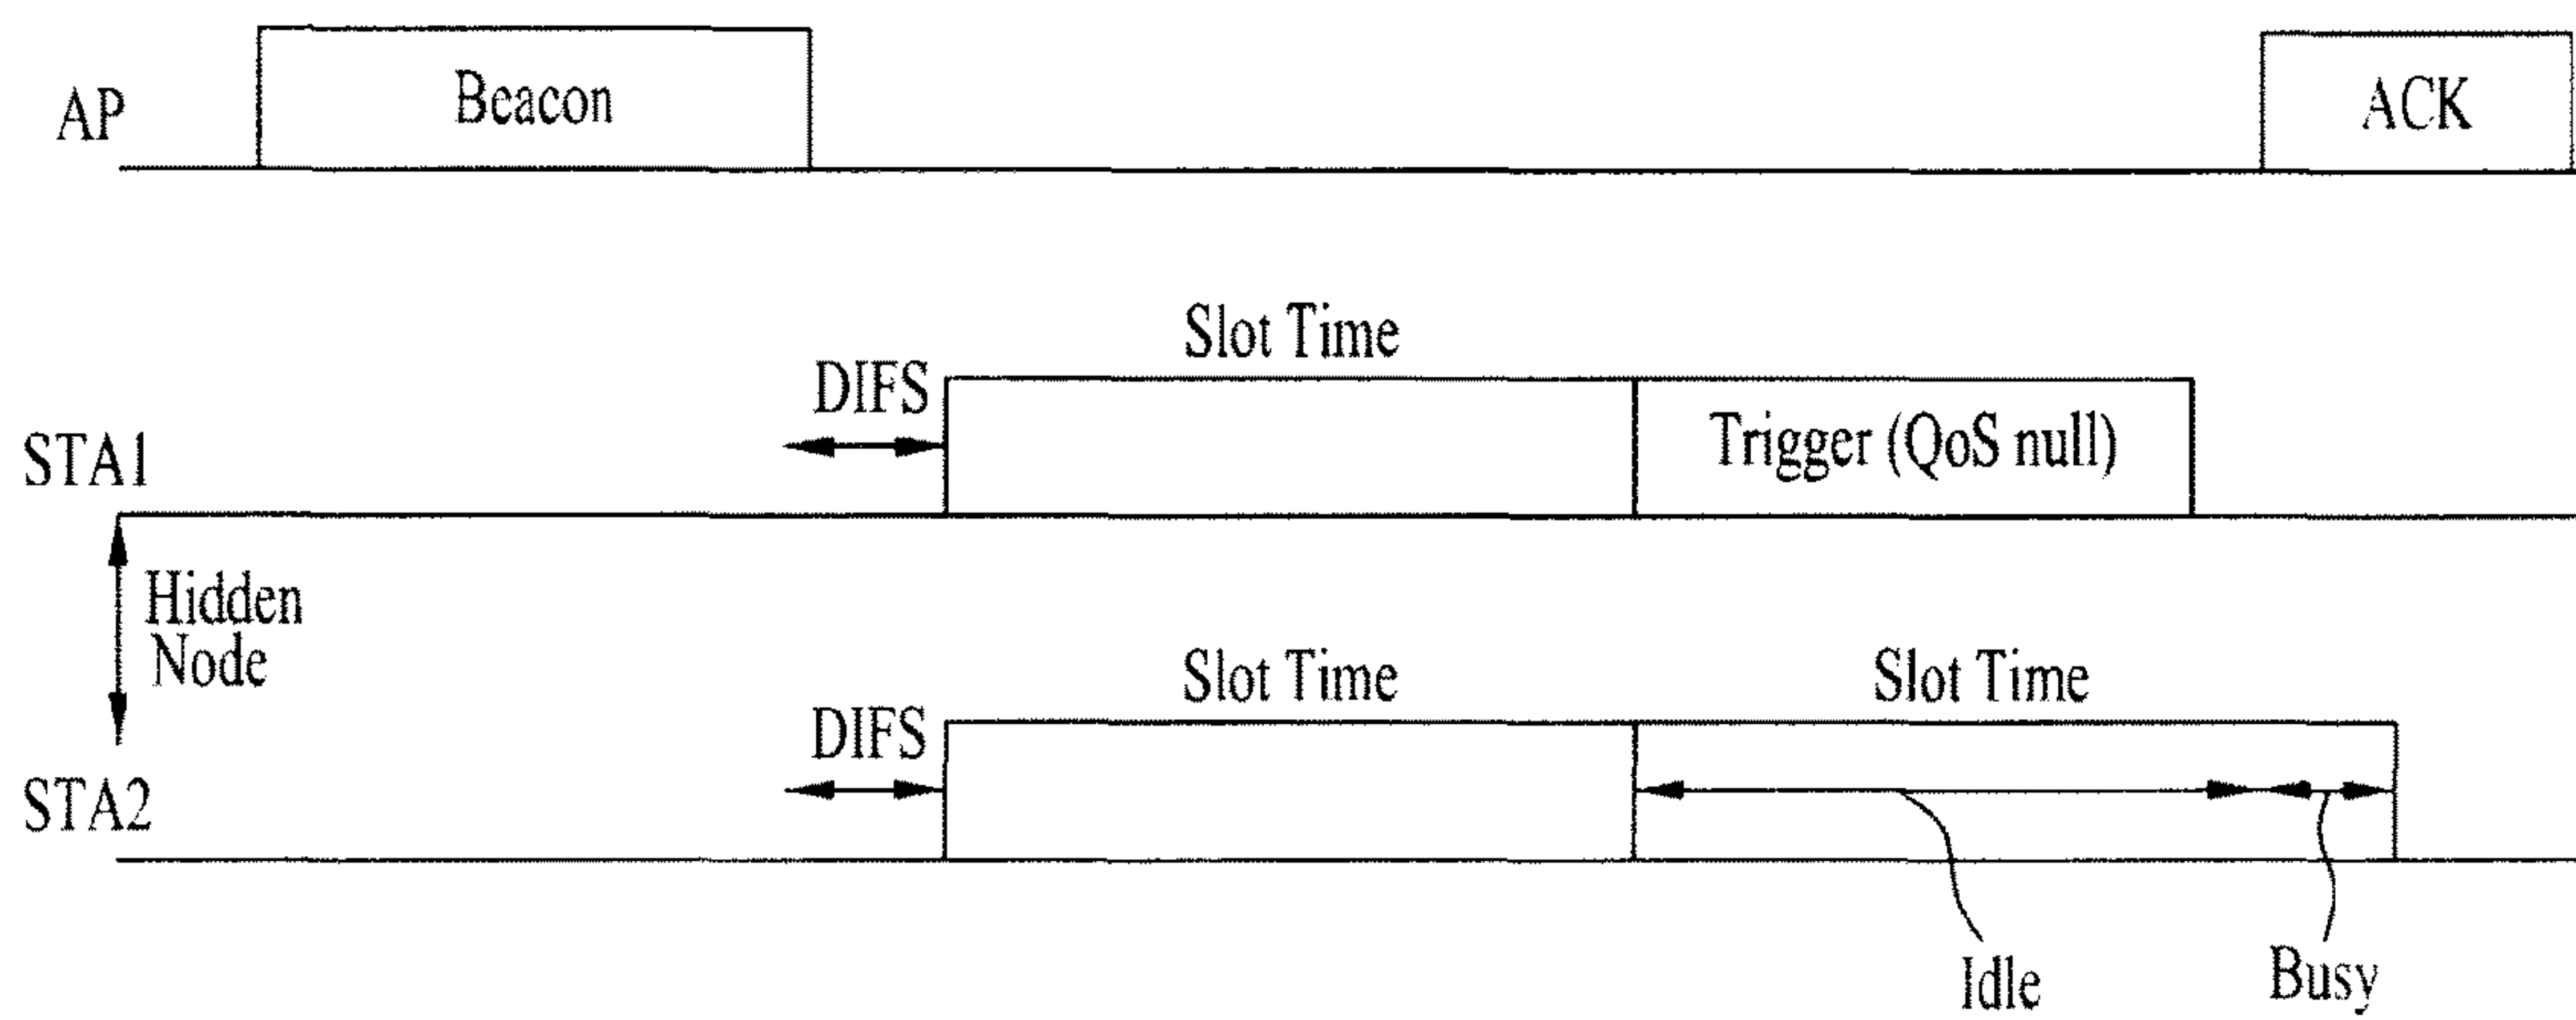 AP
Beacon
ACK
Slot Time
DIFS
STA1
Trigger (QoS null)
Hidden
Node
Slot Time
Slot Time
DIFS
STA2
Idle
Busy